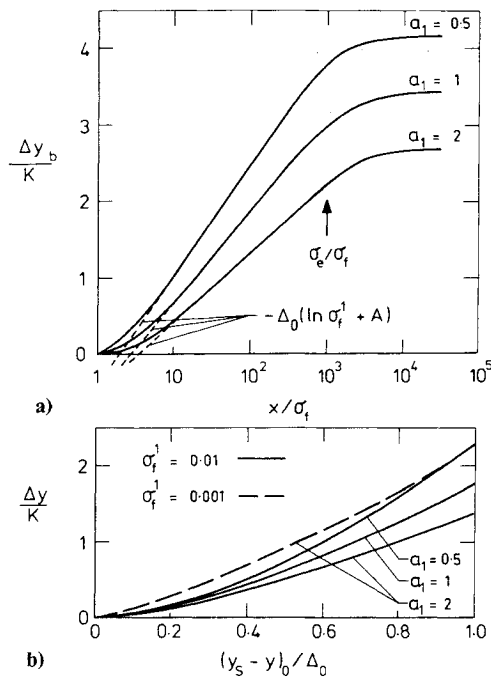 a₁ = 0·5
a₁ = 1
a₁ = 2
4
3
2
1
0
Δy_b
K
σₑ/σ_f
−Δ₀(ln σ_f¹ + A)
1 10 10² 10³ 10⁴ 10⁵
x/σ_f
a)
σ_f¹ = 0·01
σ_f¹ = 0·001
2
1
0
Δy
K
a₁ = 0·5
a₁ = 1
a₁ = 2
0 0.2 0.4 0.6 0.8 1.0
(y_S − y)₀/Δ₀
b)